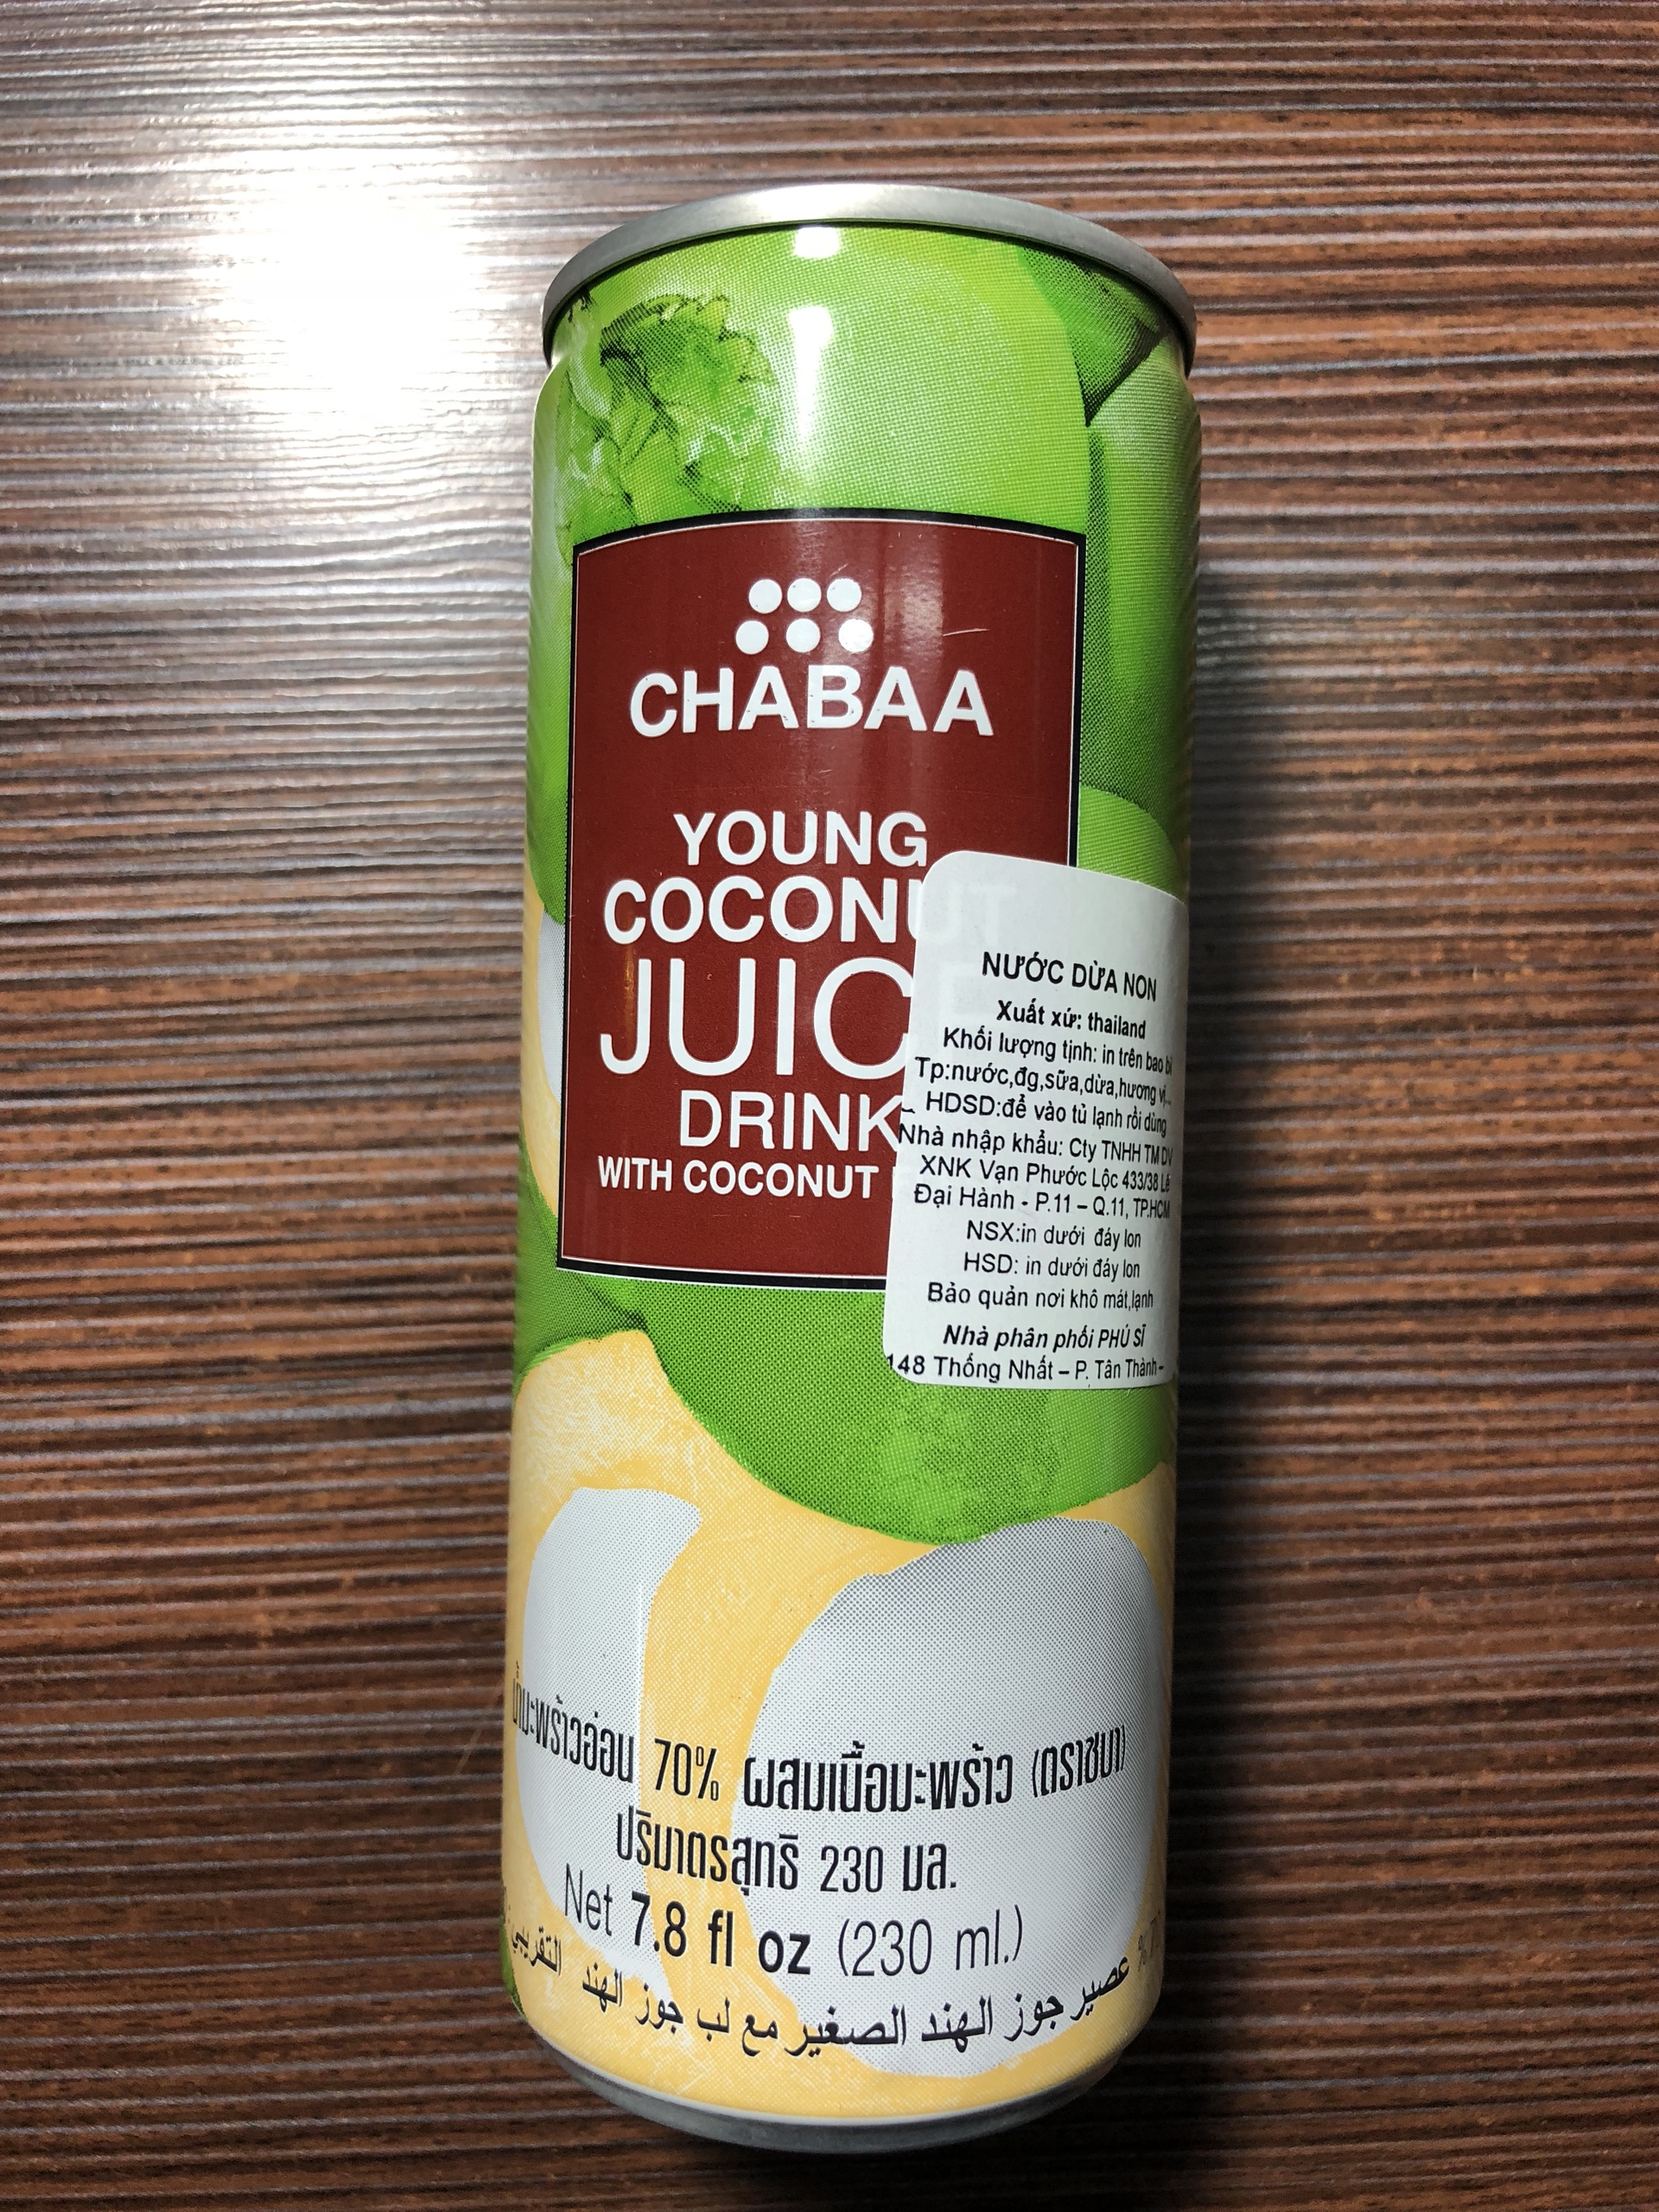 CHABAA
YOUNG
COCONUT
JUICE
DRINK
WITH COCONUT
NƯỚC DỪA NON
Xuất xứ: thailand
Khối lượng tịnh: in trên bao bì
Tp:nước,đg,sữa,dừa,hương vị...
HDSD:để vào tủ lạnh rồi dùng
Nhà nhập khẩu: Cty TNHH TM DV
XNK Vạn Phước Lộc 433/38 Lê
Đại Hành - P.11 – Q.11, TP.HCM
NSX:in dưới đáy lon
HSD: in dưới đáy lon
Bảo quản nơi khô mát,lạnh
Nhà phân phối PHÚ SĨ
148 Thống Nhất – P. Tân Thành –
น้ำมะพร้าวอ่อน 70% ผสมเนื้อมะพร้าว (ตราชบา)
ปริมาตรสุทธิ 230 มล.
Net 7.8 fl oz (230 ml.)
عصير جوز الهند الصغير مع لب جوز الهند التقريبي